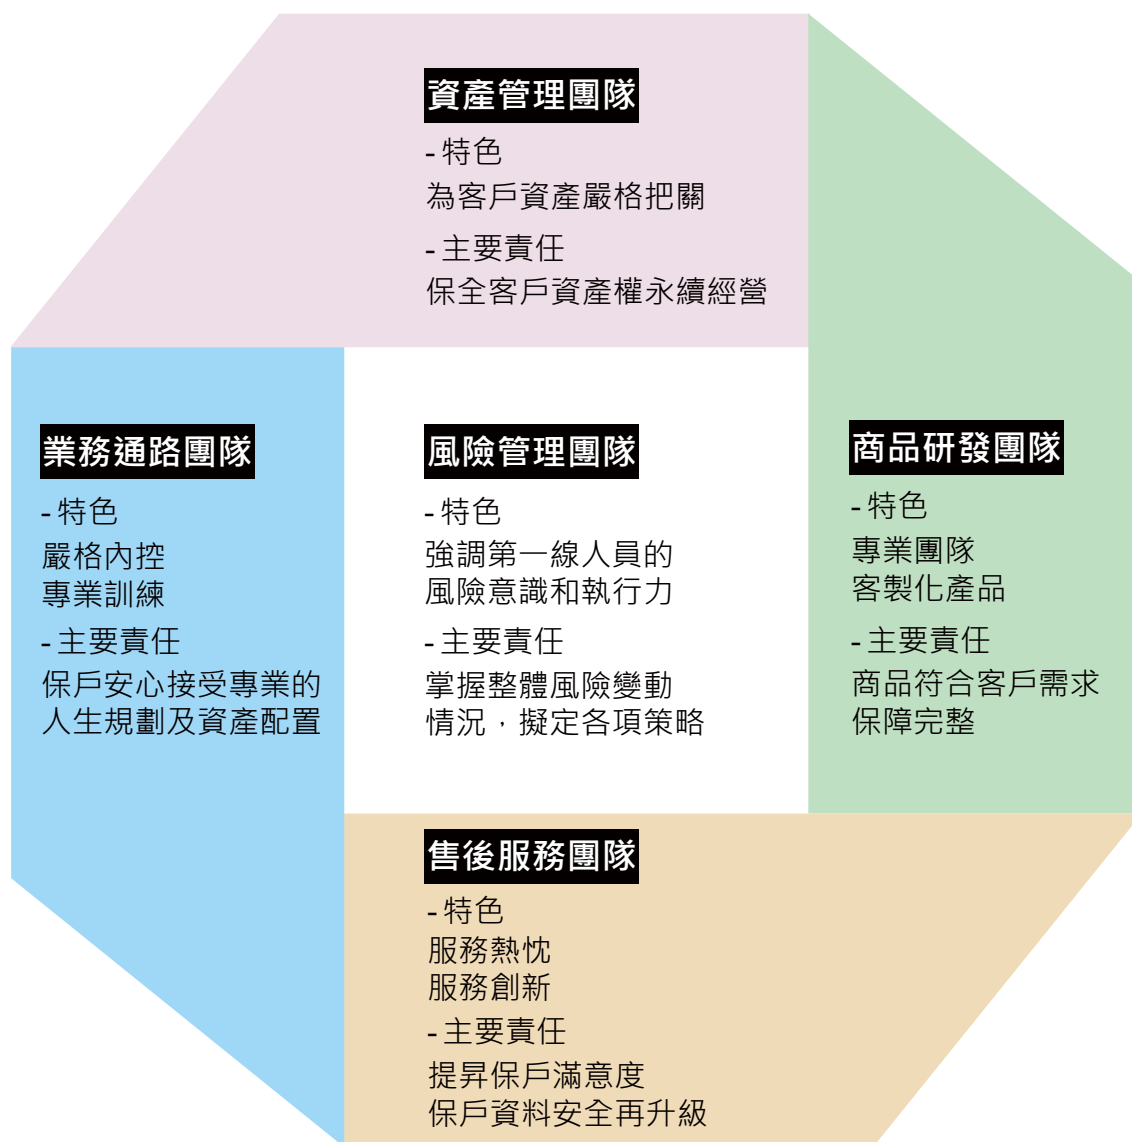 資產管理團隊
- 特色
為客戶資產嚴格把關
- 主要責任
保全客戶資產權永續經營
業務通路團隊
- 特色
嚴格內控
專業訓練
- 主要責任
保戶安心接受專業的
人生規劃及資產配置
風險管理團隊
- 特色
強調第一線人員的
風險意識和執行力
- 主要責任
掌握整體風險變動
情況，擬定各項策略
商品研發團隊
- 特色
專業團隊
客製化產品
- 主要責任
商品符合客戶需求
保障完整
售後服務團隊
- 特色
服務熱忱
服務創新
- 主要責任
提昇保戶滿意度
保戶資料安全再升級